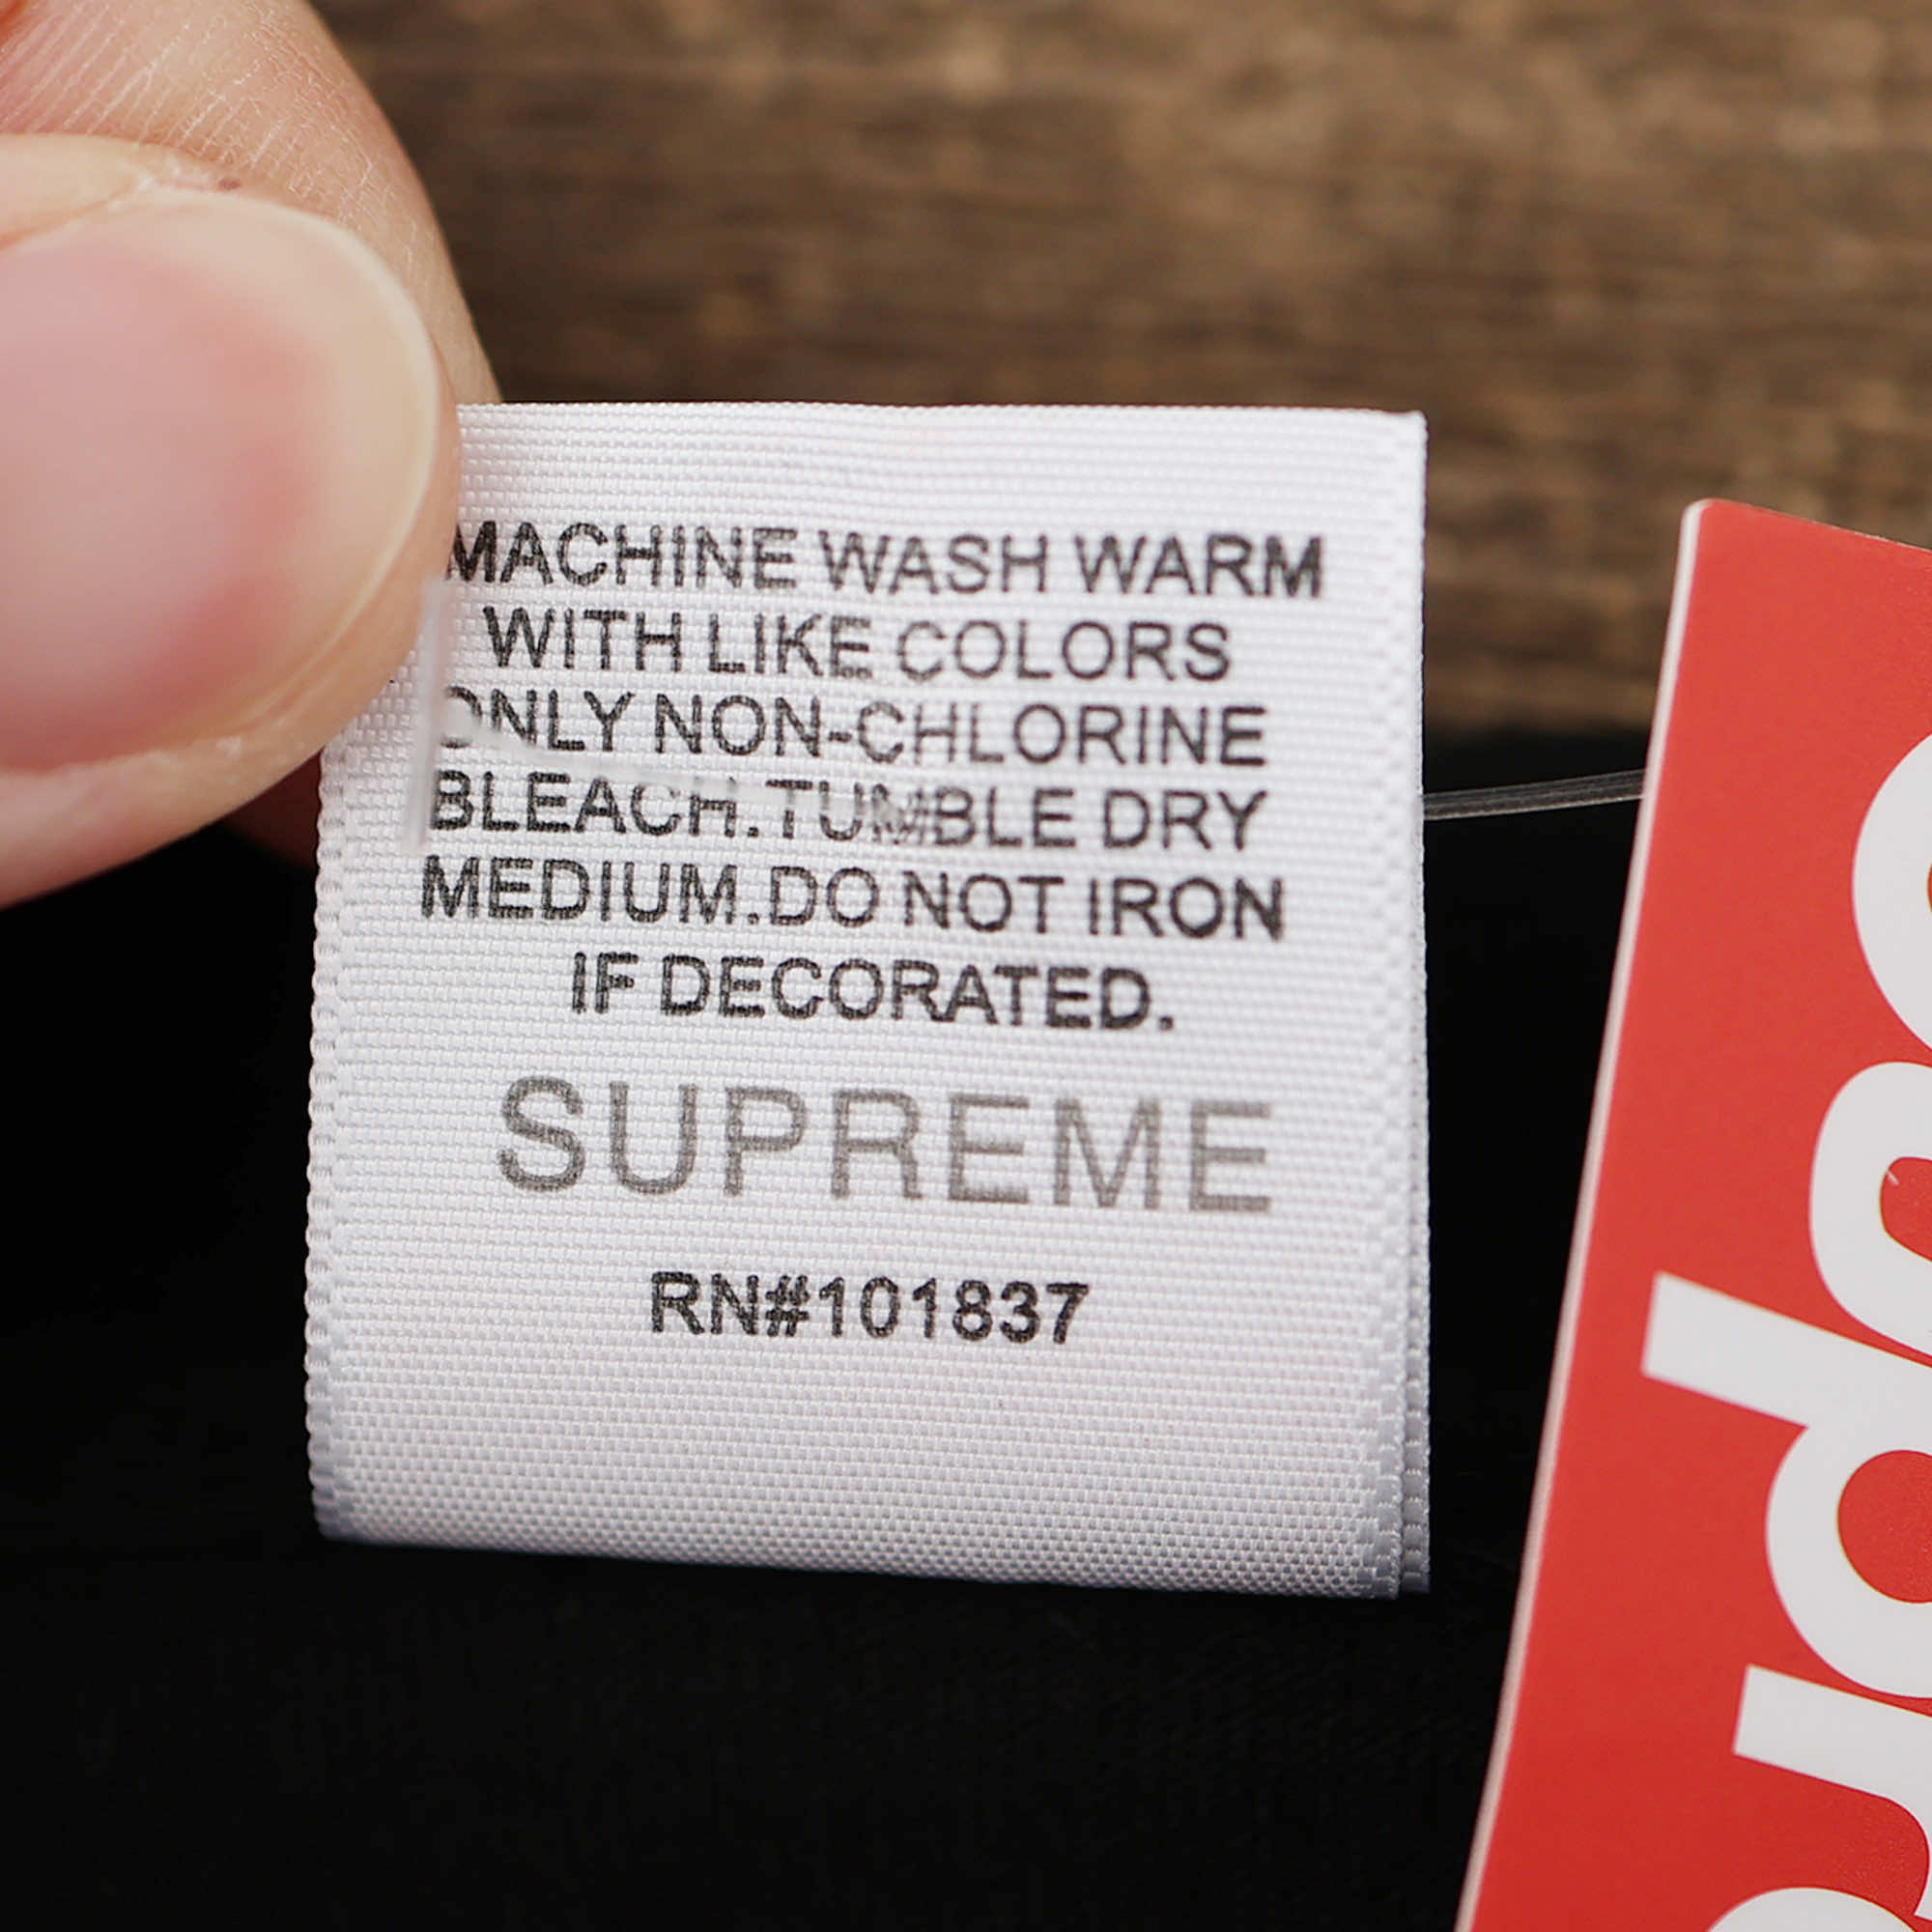 MACHINE WASH WARM
WITH LIKE COLORS
ONLY NON-CHLORINE
BLEACH.TUMBLE DRY
MEDIUM.DO NOT IRON
IF DECORATED.
SUPREME
RN#101837